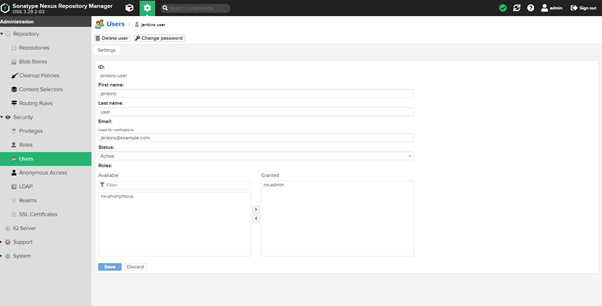 Sonatype Nexus Repository Manager
OSS 3.29.2-02
Search components
admin
Sign out
Administration
Repository
Repositories
Blob Stores
Cleanup Policies
Content Selectors
Routing Rules
Security
Privileges
Roles
Users
Anonymous Access
LDAP
Realms
SSL Certificates
IQ Server
Support
System
Users
jenkins user
Delete user
Change password
Settings
ID:
jenkins-user
First name:
jenkins
Last name:
user
Email:
Used for notifications
jenkins@example.com
Status:
Active
Roles:
Available
Granted
Filter
nx-anonymous
nx-admin
Save
Discard